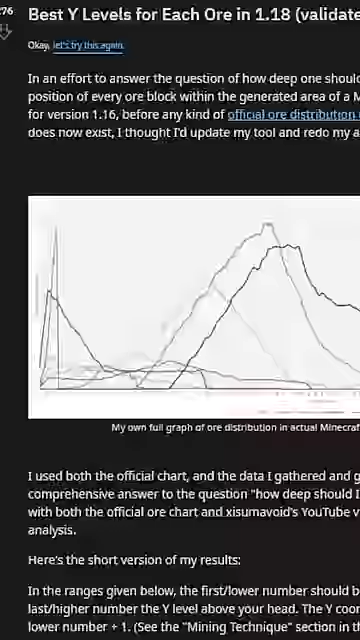 276
Best Y Levels for Each Ore in 1.18 (validate
Okay, let's try this again.
In an effort to answer the question of how deep one shoul
position of every ore block within the generated area of a M
for version 1.16, before any kind of official ore distribution
does now exist, I thought I'd update my tool and redo my a
My own full graph of ore distribution in actual Minecraf
I used both the official chart, and the data I gathered and g
comprehensive answer to the question "how deep should I
with both the official ore chart and xisumavoid's YouTube v
analysis.
Here's the short version of my results:
In the ranges given below, the first/lower number should b
last/higher number the Y level above your head. The Y coor
lower number + 1. (See the "Mining Technique" section in th